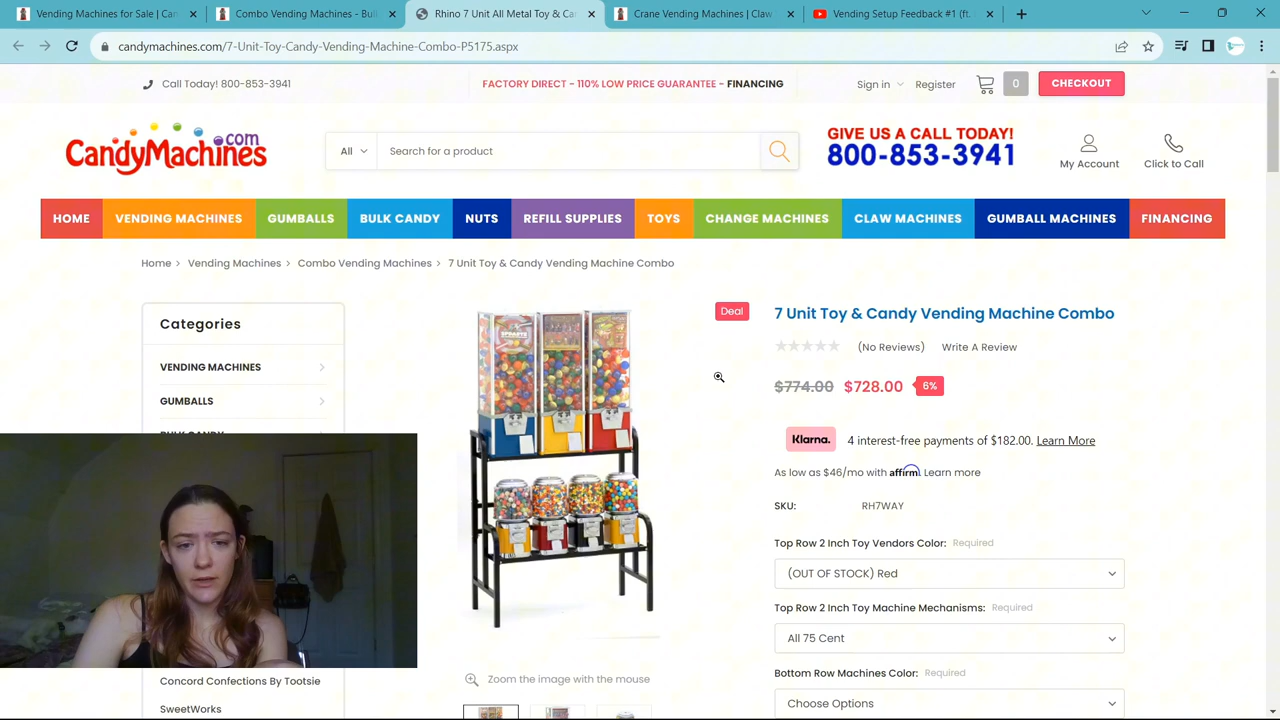 Vending Machines for Sale | Can
Combo Vending Machines - Bulk
Rhino 7 Unit All Metal Toy & Ca
Crane Vending Machines | Claw
Vending Setup Feedback #1 (ft.
candymachines.com/7-Unit-Toy-Candy-Vending-Machine-Combo-P5175.aspx
Call Today! 800-853-3941
FACTORY DIRECT - 110% LOW PRICE GUARANTEE - FINANCING
Sign in
Register
0
CHECKOUT
CandyMachines.com
All
Search for a product
GIVE US A CALL TODAY!
800-853-3941
My Account
Click to Call
HOME
VENDING MACHINES
GUMBALLS
BULK CANDY
NUTS
REFILL SUPPLIES
TOYS
CHANGE MACHINES
CLAW MACHINES
GUMBALL MACHINES
FINANCING
Home > Vending Machines > Combo Vending Machines > 7 Unit Toy & Candy Vending Machine Combo
Categories
VENDING MACHINES
GUMBALLS
BULK CANDY
Concord Confections By Tootsie
SweetWorks
Zoom the image with the mouse
Deal
7 Unit Toy & Candy Vending Machine Combo
(No Reviews)
Write A Review
$774.00 $728.00 6%
Klarna. 4 interest-free payments of $182.00. Learn More
As low as $46/mo with affirm. Learn more
SKU: RH7WAY
Top Row 2 Inch Toy Vendors Color: Required
(OUT OF STOCK) Red
Top Row 2 Inch Toy Machine Mechanisms: Required
All 75 Cent
Bottom Row Machines Color: Required
Choose Options